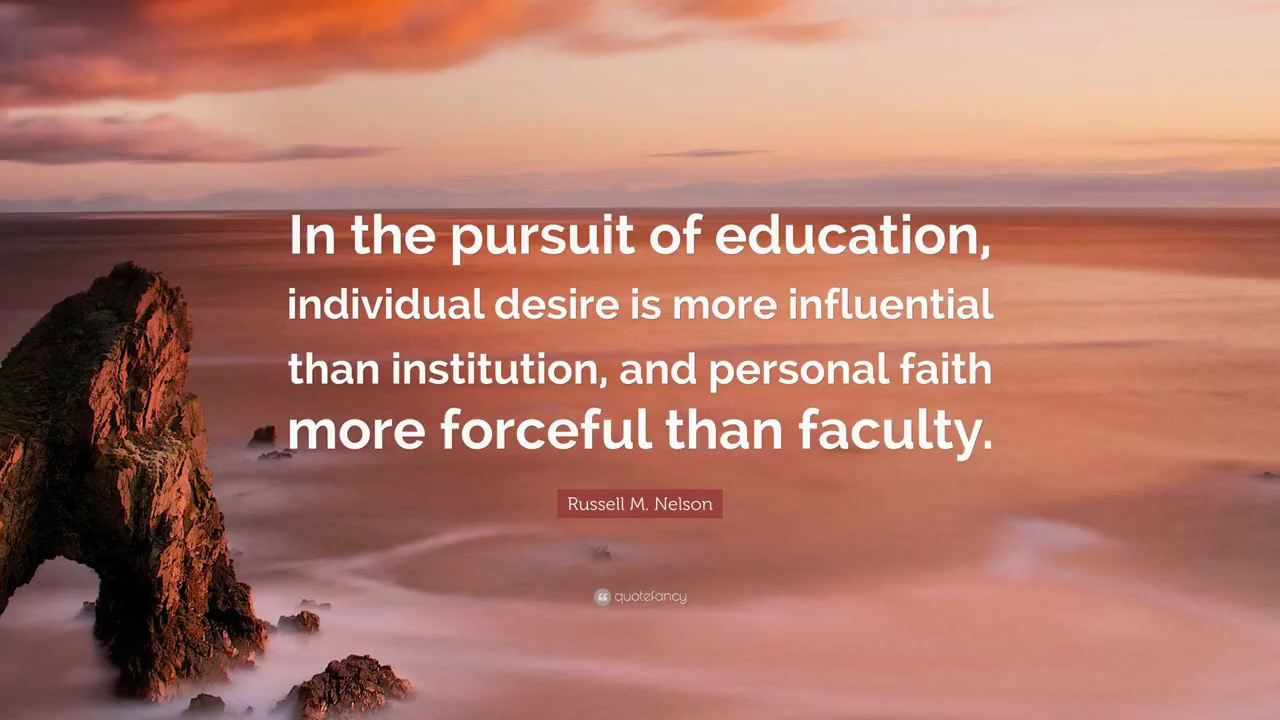 In the pursuit of education,
individual desire is more influential
than institution, and personal faith
more forceful than faculty.
Russell M. Nelson
quotefancy